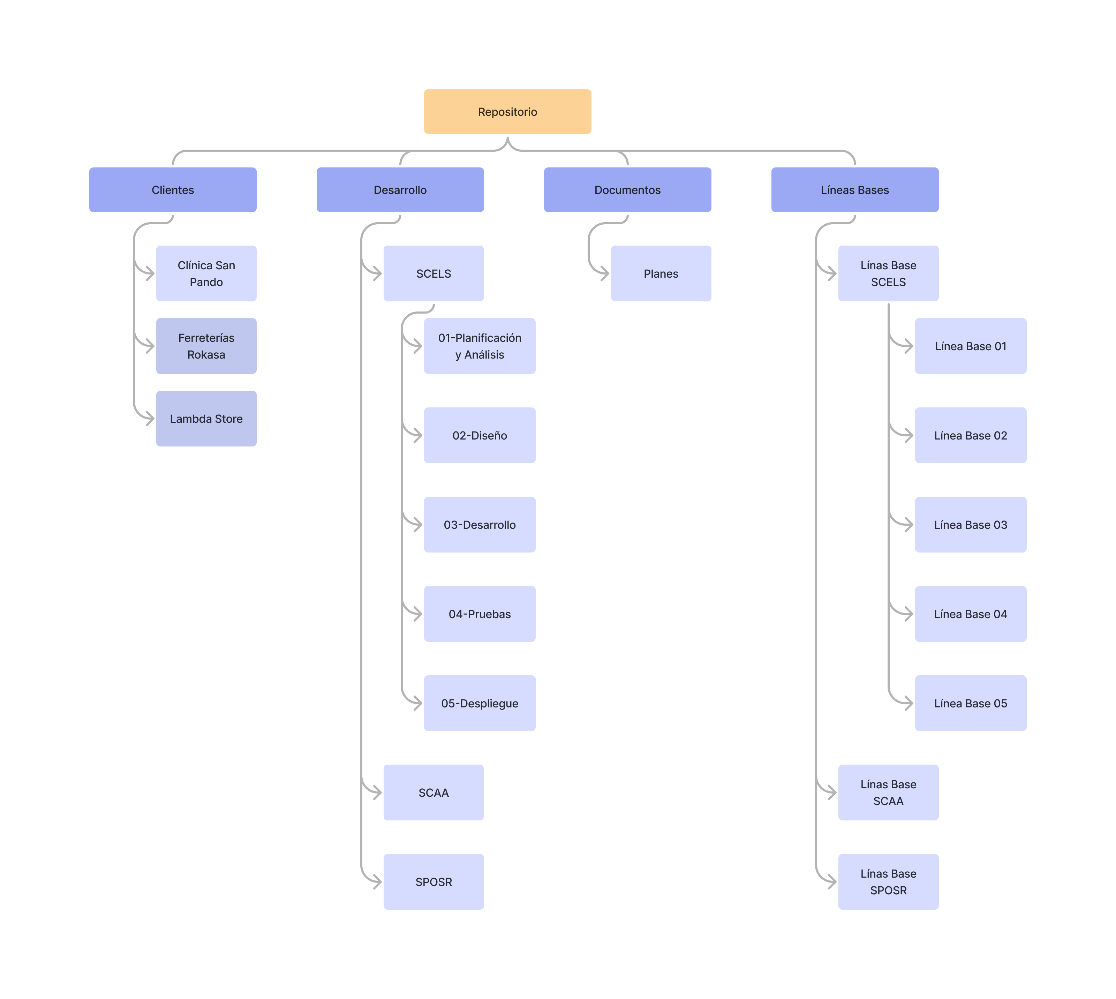 Repositorio
Clientes
Desarrollo
Documentos
Líneas Bases
Clínica San
Pando
Ferreterías
Rokasa
Lambda Store
SCELS
01-Planificación
y Análisis
02-Diseño
03-Desarrollo
04-Pruebas
05-Despliegue
SCAA
SPOSR
Planes
Línas Base
SCELS
Línea Base 01
Línea Base 02
Línea Base 03
Línea Base 04
Línea Base 05
Línas Base
SCAA
Línas Base
SPOSR